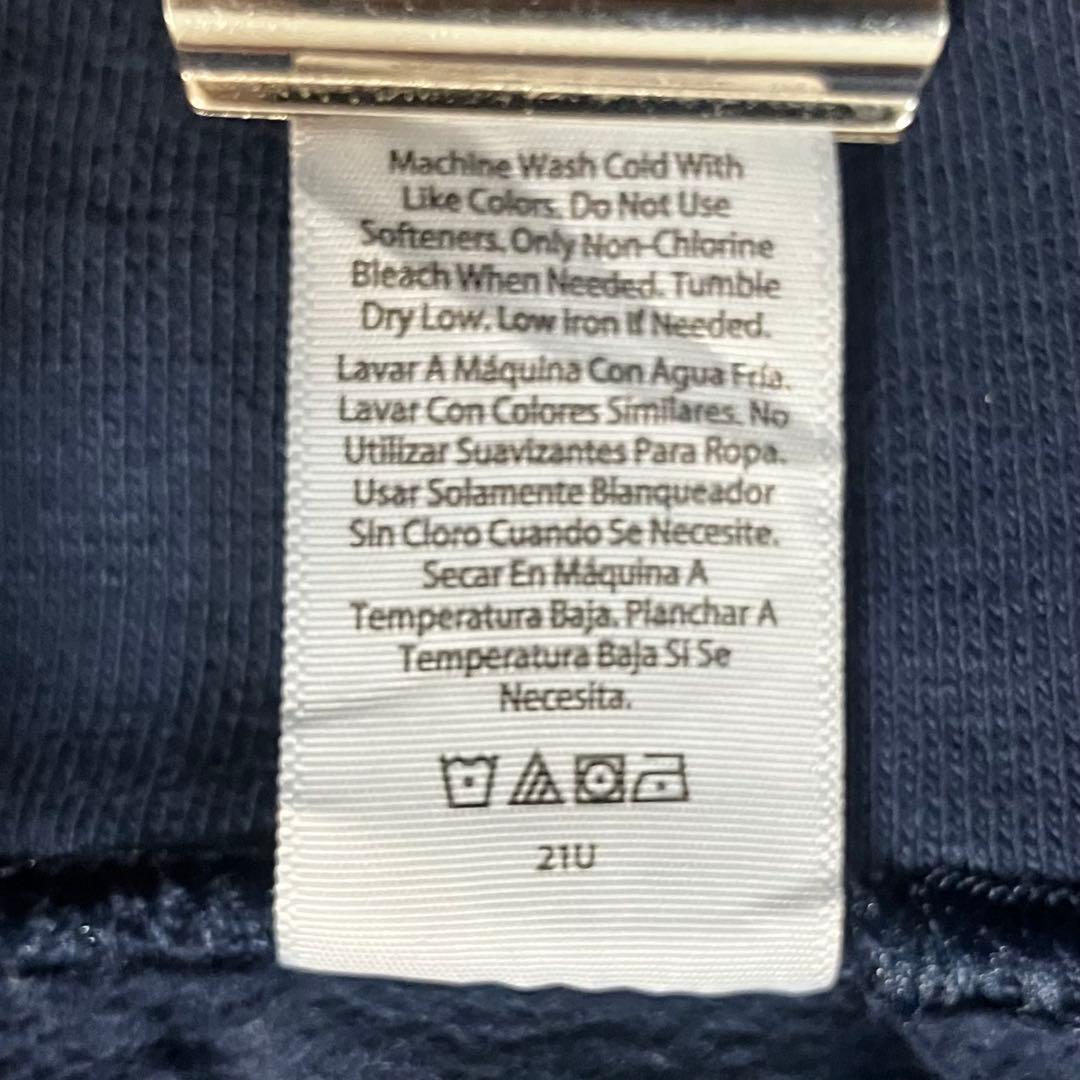 Machine Wash Cold With
Like Colors. Do Not Use
Softeners. Only Non-Chlorine
Bleach When Needed. Tumble
Dry Low. Low Iron If Needed.
Lavar A Máquina Con Agua Fría.
Lavar Con Colores Similares. No
Utilizar Suavizantes Para Ropa.
Usar Solamente Blanqueador
Sin Cloro Cuando Se Necesite.
Secar En Máquina A
Temperatura Baja. Planchar A
Temperatura Baja Sí Se
Necesita.
21U